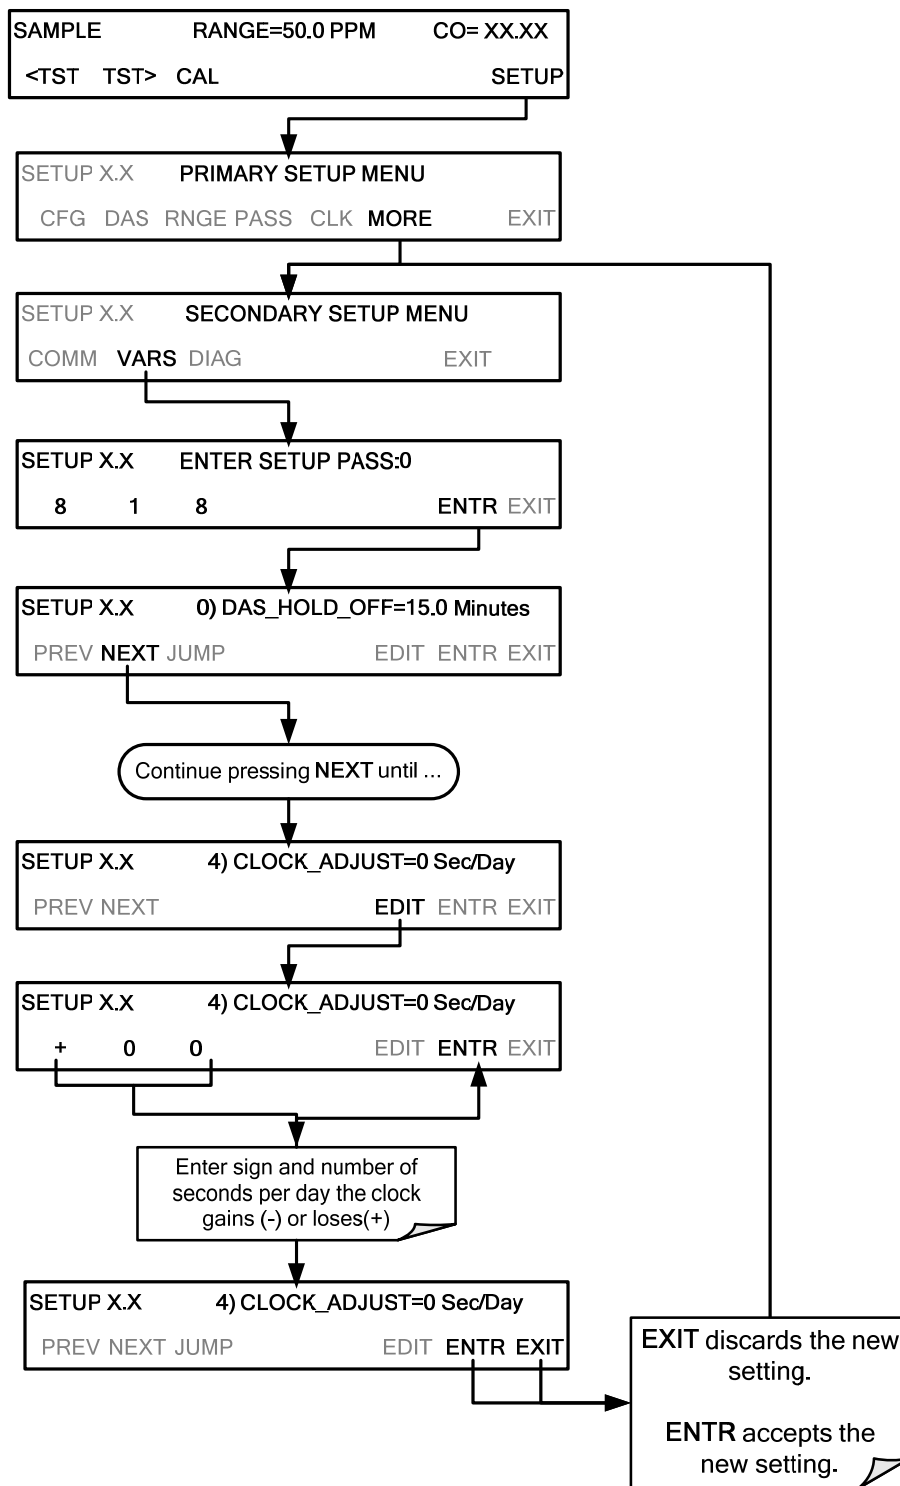 SAMPLE RANGE=50.0 PPM CO= XX.XX
<TST TST> CAL SETUP
SETUP X.X PRIMARY SETUP MENU
CFG DAS RNGE PASS CLK MORE EXIT
SETUP X.X SECONDARY SETUP MENU
COMM VARS DIAG EXIT
SETUP X.X ENTER SETUP PASS:0
8 1 8 ENTR EXIT
SETUP X.X 0) DAS_HOLD_OFF=15.0 Minutes
PREV NEXT JUMP EDIT ENTR EXIT
Continue pressing NEXT until ...
SETUP X.X 4) CLOCK_ADJUST=0 Sec/Day
PREV NEXT EDIT ENTR EXIT
SETUP X.X 4) CLOCK_ADJUST=0 Sec/Day
+ 0 0 EDIT ENTR EXIT
Enter sign and number of
seconds per day the clock
gains (-) or loses(+)
SETUP X.X 4) CLOCK_ADJUST=0 Sec/Day
PREV NEXT JUMP EDIT ENTR EXIT
EXIT discards the new
setting.
ENTR accepts the
new setting.